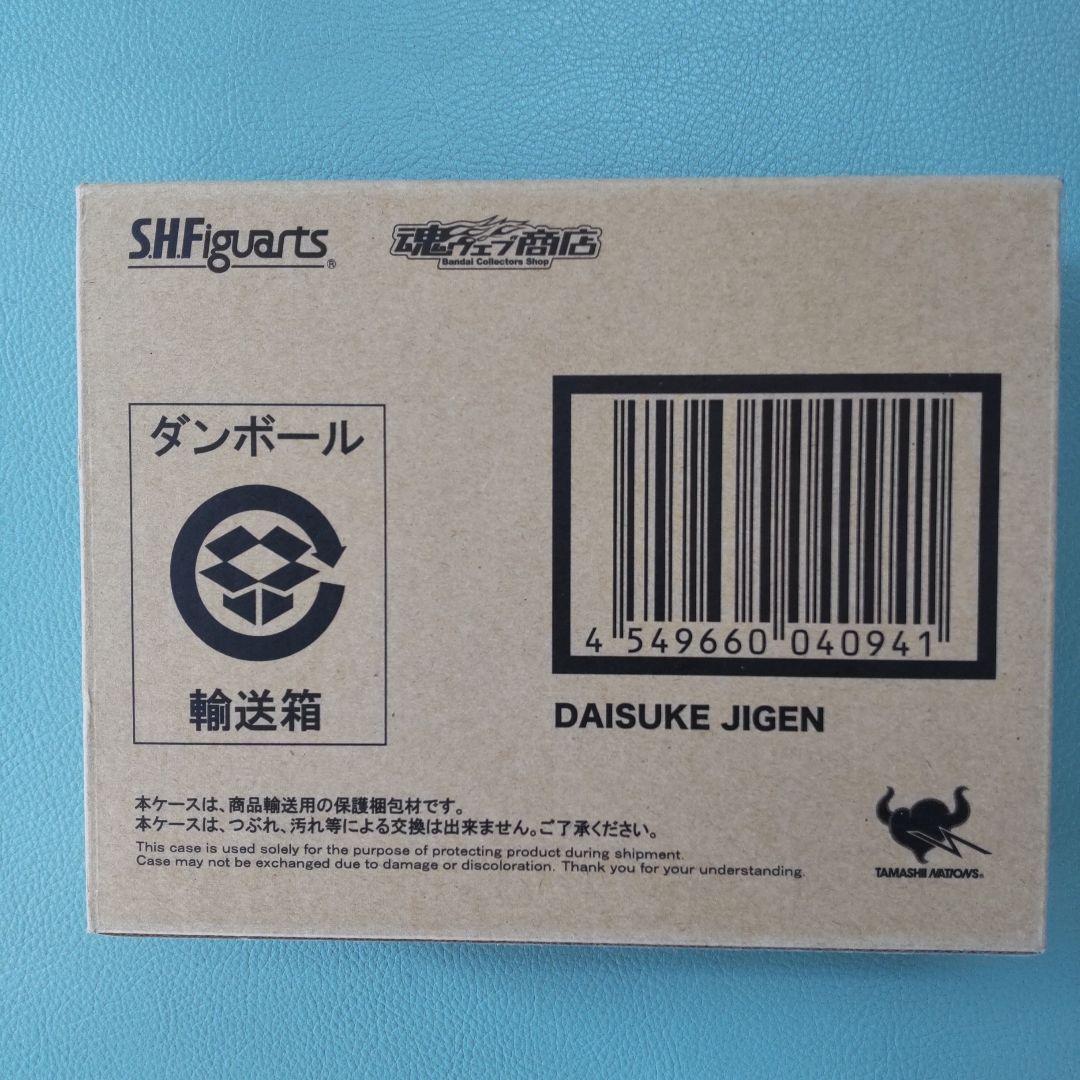 S.H.Figuarts®
魂ウェブ商店
Bandai Collectors Shop
ダンボール
輸送箱
4 549660 040941
DAISUKE JIGEN
本ケースは、商品輸送用の保護梱包材です。
本ケースは、つぶれ、汚れ等による交換は出来ません。ご了承ください。
This case is used solely for the purpose of protecting product during shipment.
Case may not be exchanged due to damage or discoloration. Thank you for your understanding.
TAMASHII NATIONS®